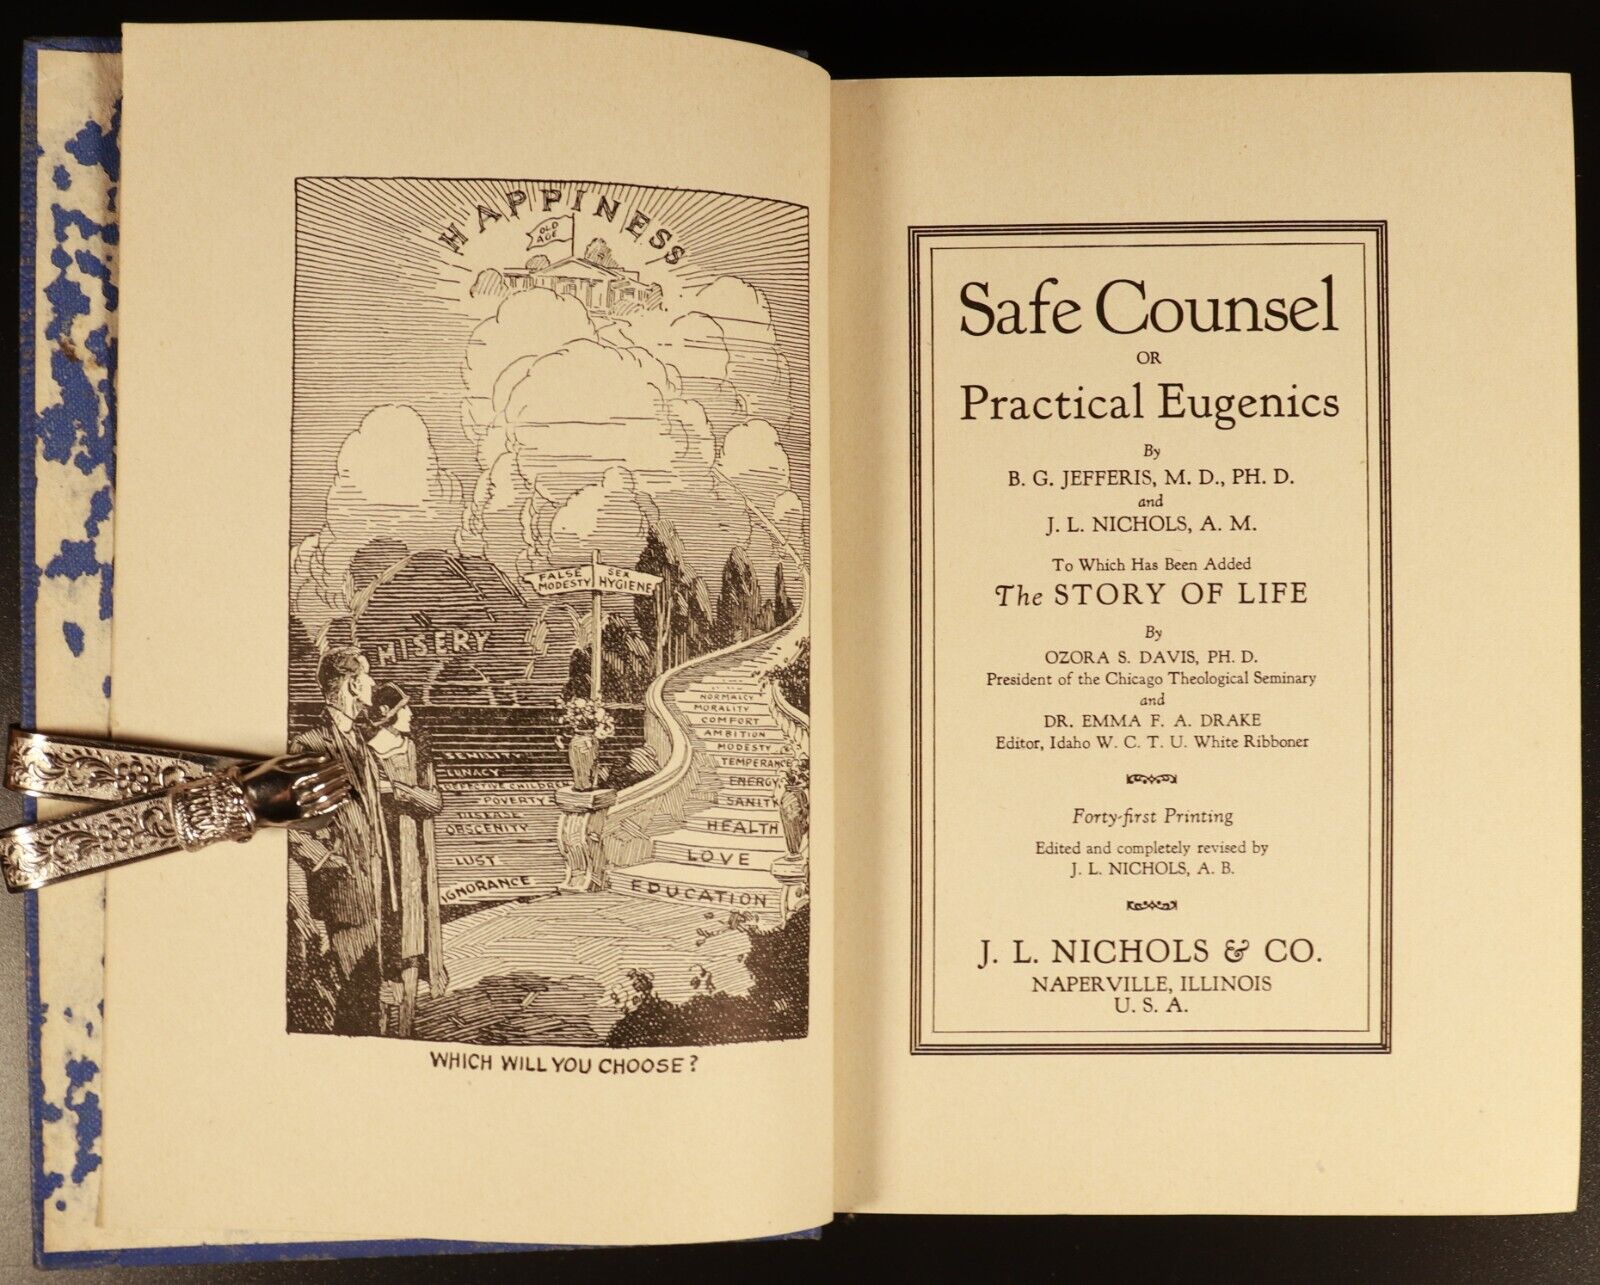 HAPPINESS
OLD
AGE
FALSE
MODESTY
SEX
HYGIENE
MISERY
SENILITY
LUNACY
DEFECTIVE CHILDREN
POVERTY
DISEASE
OBSCENITY
LUST
IGNORANCE
NORMALCY
MORALITY
COMFORT
AMBITION
MODESTY
TEMPERANCE
ENERGY
SANITY
HEALTH
LOVE
EDUCATION
WHICH WILL YOU CHOOSE?
Safe Counsel
OR
Practical Eugenics
By
B. G. JEFFERIS, M. D., PH. D.
and
J. L. NICHOLS, A. M.
To Which Has Been Added
The STORY OF LIFE
By
OZORA S. DAVIS, PH. D.
President of the Chicago Theological Seminary
and
DR. EMMA F. A. DRAKE
Editor, Idaho W. C. T. U. White Ribboner
Forty-first Printing
Edited and completely revised by
J. L. NICHOLS, A. B.
J. L. NICHOLS & CO.
NAPERVILLE, ILLINOIS
U. S. A.